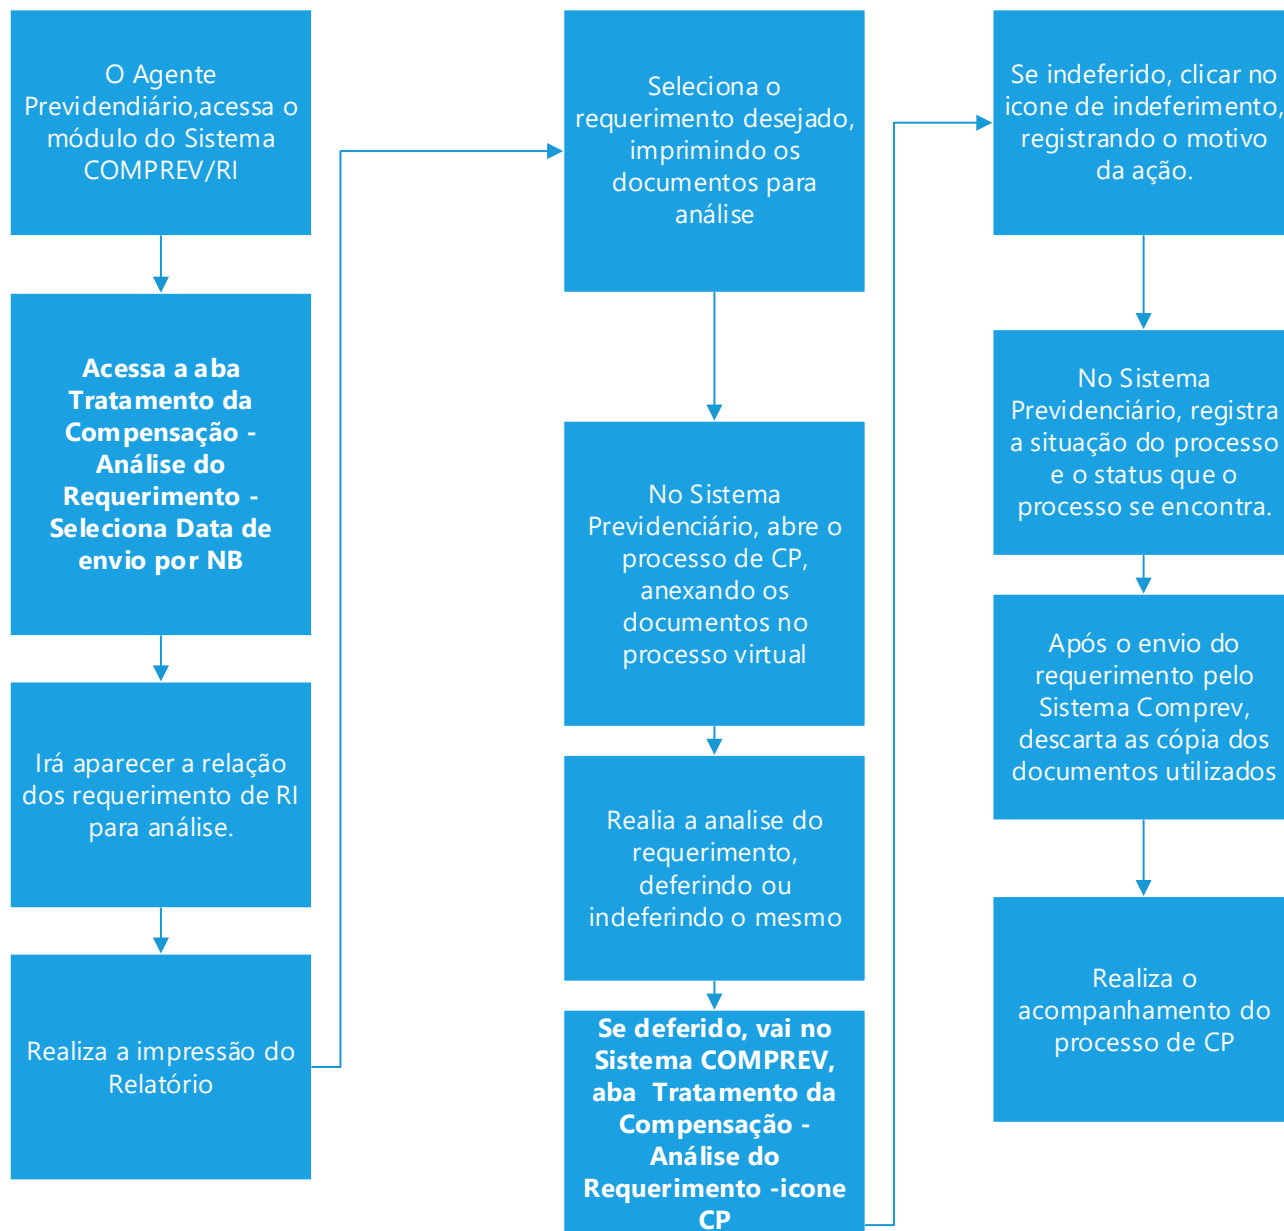 O Agente
Previdendiário,acessa o
módulo do Sistema
COMPREV/RI
Acessa a aba
Tratamento da
Compensação -
Análise do
Requerimento -
Seleciona Data de
envio por NB
Irá aparecer a relação
dos requerimento de RI
para análise.
Realiza a impressão do
Relatório
Seleciona o
requerimento desejado,
imprimindo os
documentos para
análise
No Sistema
Previdenciário, abre o
processo de CP,
anexando os
documentos no
processo virtual
Realia a analise do
requerimento,
deferindo ou
indeferindo o mesmo
Se deferido, vai no
Sistema COMPREV,
aba Tratamento da
Compensação -
Análise do
Requerimento -icone
CP
Se indeferido, clicar no
icone de indeferimento,
registrando o motivo
da ação.
No Sistema
Previdenciário, registra
a situação do processo
e o status que o
processo se encontra.
Após o envio do
requerimento pelo
Sistema Comprev,
descarta as cópia dos
documentos utilizados
Realiza o
acompanhamento do
processo de CP